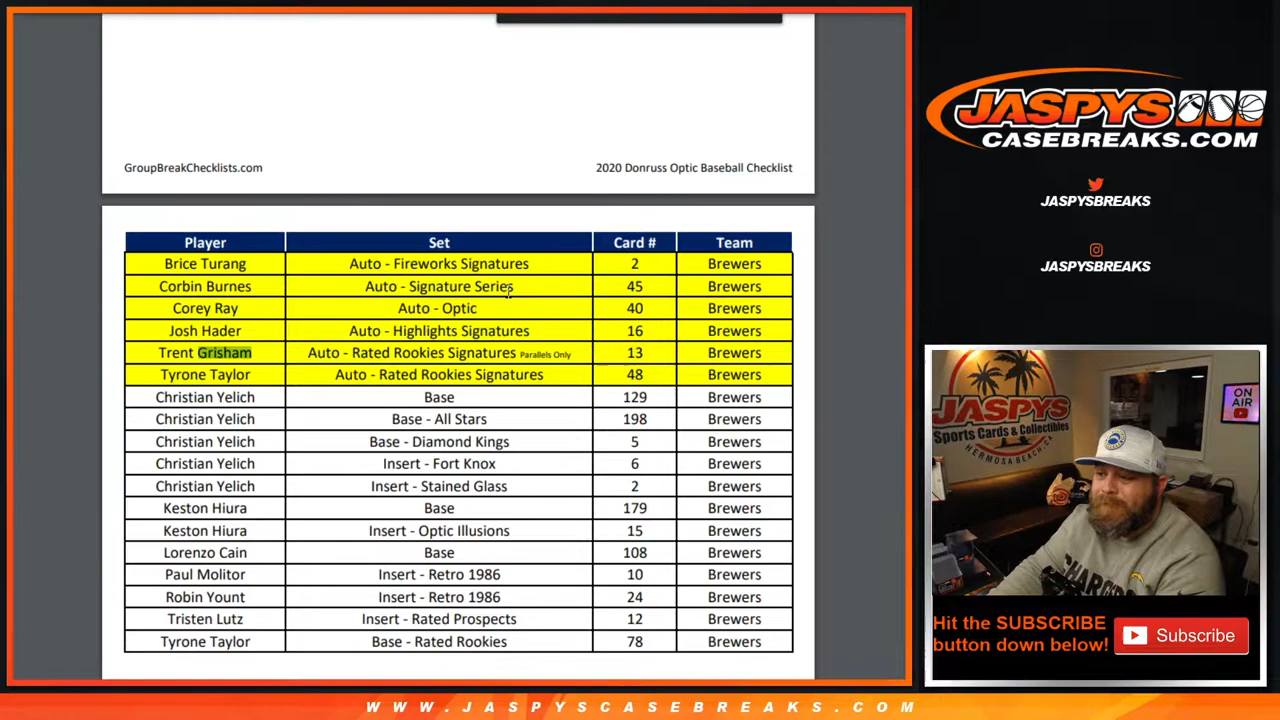 GroupBreakChecklists.com 2020 Donruss Optic Baseball Checklist
Player Set Card # Team
Brice Turang Auto - Fireworks Signatures 2 Brewers
Corbin Burnes Auto - Signature Series 45 Brewers
Corey Ray Auto - Optic 40 Brewers
Josh Hader Auto - Highlights Signatures 16 Brewers
Trent Grisham Auto - Rated Rookies Signatures Parallels Only 13 Brewers
Tyrone Taylor Auto - Rated Rookies Signatures 48 Brewers
Christian Yelich Base 129 Brewers
Christian Yelich Base - All Stars 198 Brewers
Christian Yelich Base - Diamond Kings 5 Brewers
Christian Yelich Insert - Fort Knox 6 Brewers
Christian Yelich Insert - Stained Glass 2 Brewers
Keston Hiura Base 179 Brewers
Keston Hiura Insert - Optic Illusions 15 Brewers
Lorenzo Cain Base 108 Brewers
Paul Molitor Insert - Retro 1986 10 Brewers
Robin Yount Insert - Retro 1986 24 Brewers
Tristen Lutz Insert - Rated Prospects 12 Brewers
Tyrone Taylor Base - Rated Rookies 78 Brewers
JASPYS
CASEBREAKS.COM
JASPYSBREAKS
JASPYSBREAKS
JASPYS
Sports Cards & Collectibles
HERMOSA BEACH, CA
ON
AIR
CHARGERS
Hit the SUBSCRIBE
button down below!
Subscribe
WWW.JASPYSCASEBREAKS.COM